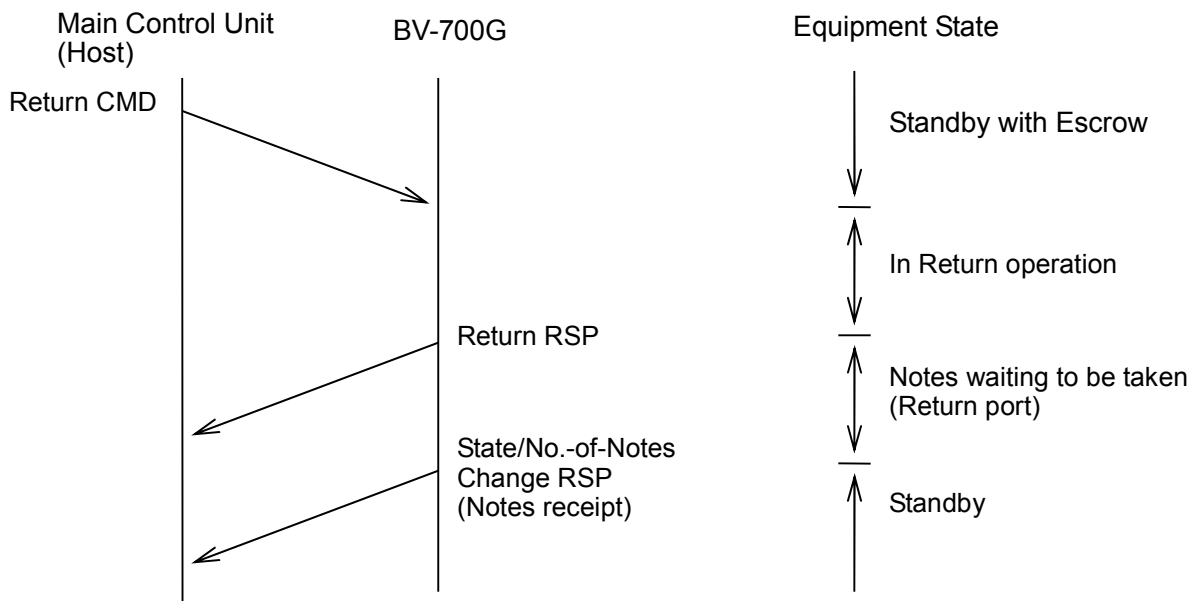 Main Control Unit
(Host)
BV-700G
Equipment State
Return CMD
Standby with Escrow
In Return operation
Return RSP
Notes waiting to be taken
(Return port)
State/No.-of-Notes
Change RSP
(Notes receipt)
Standby